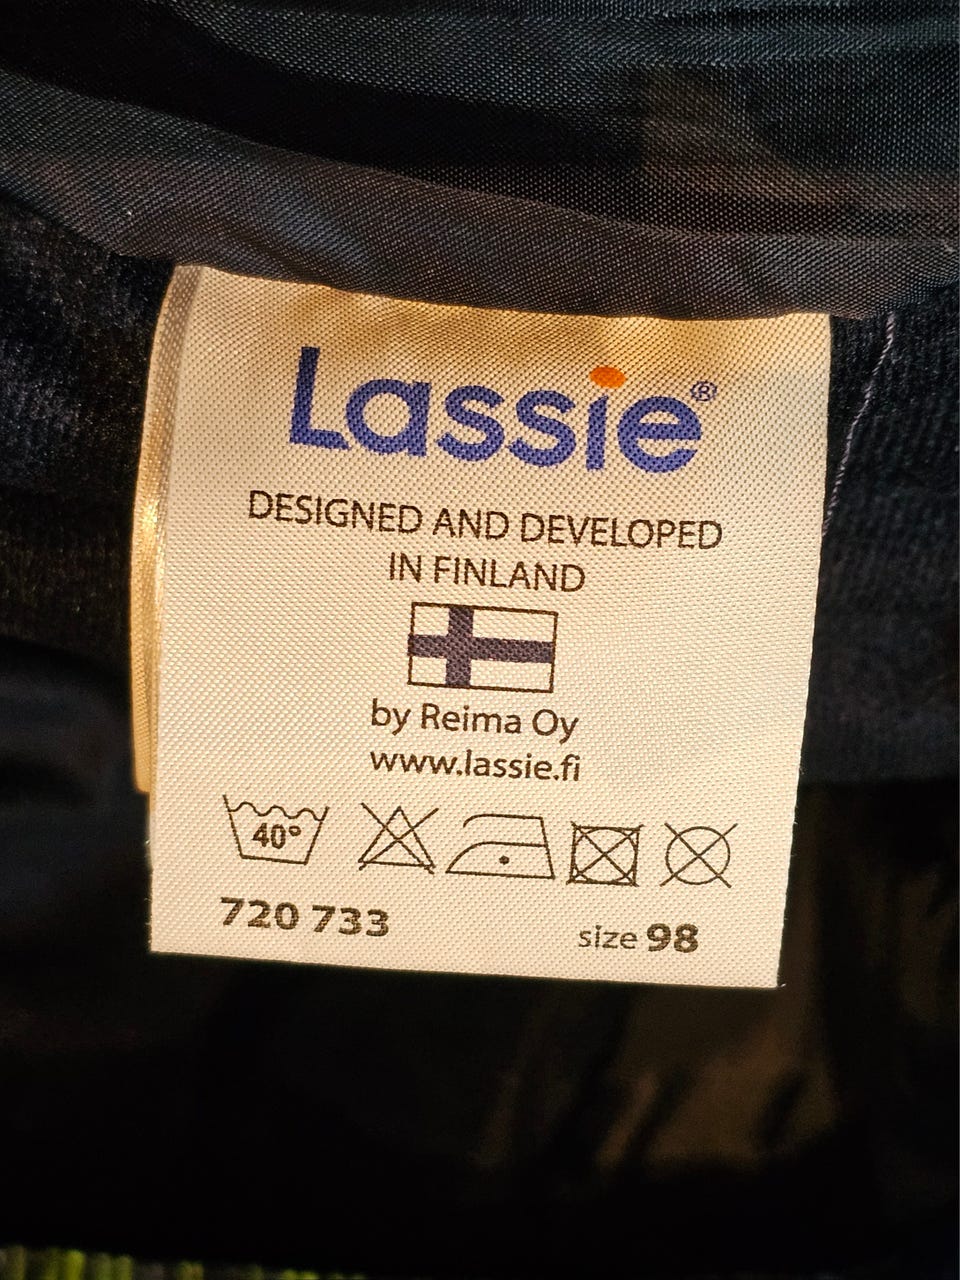 Lassie®
DESIGNED AND DEVELOPED
IN FINLAND
by Reima Oy
www.lassie.fi
40°
720 733 size 98